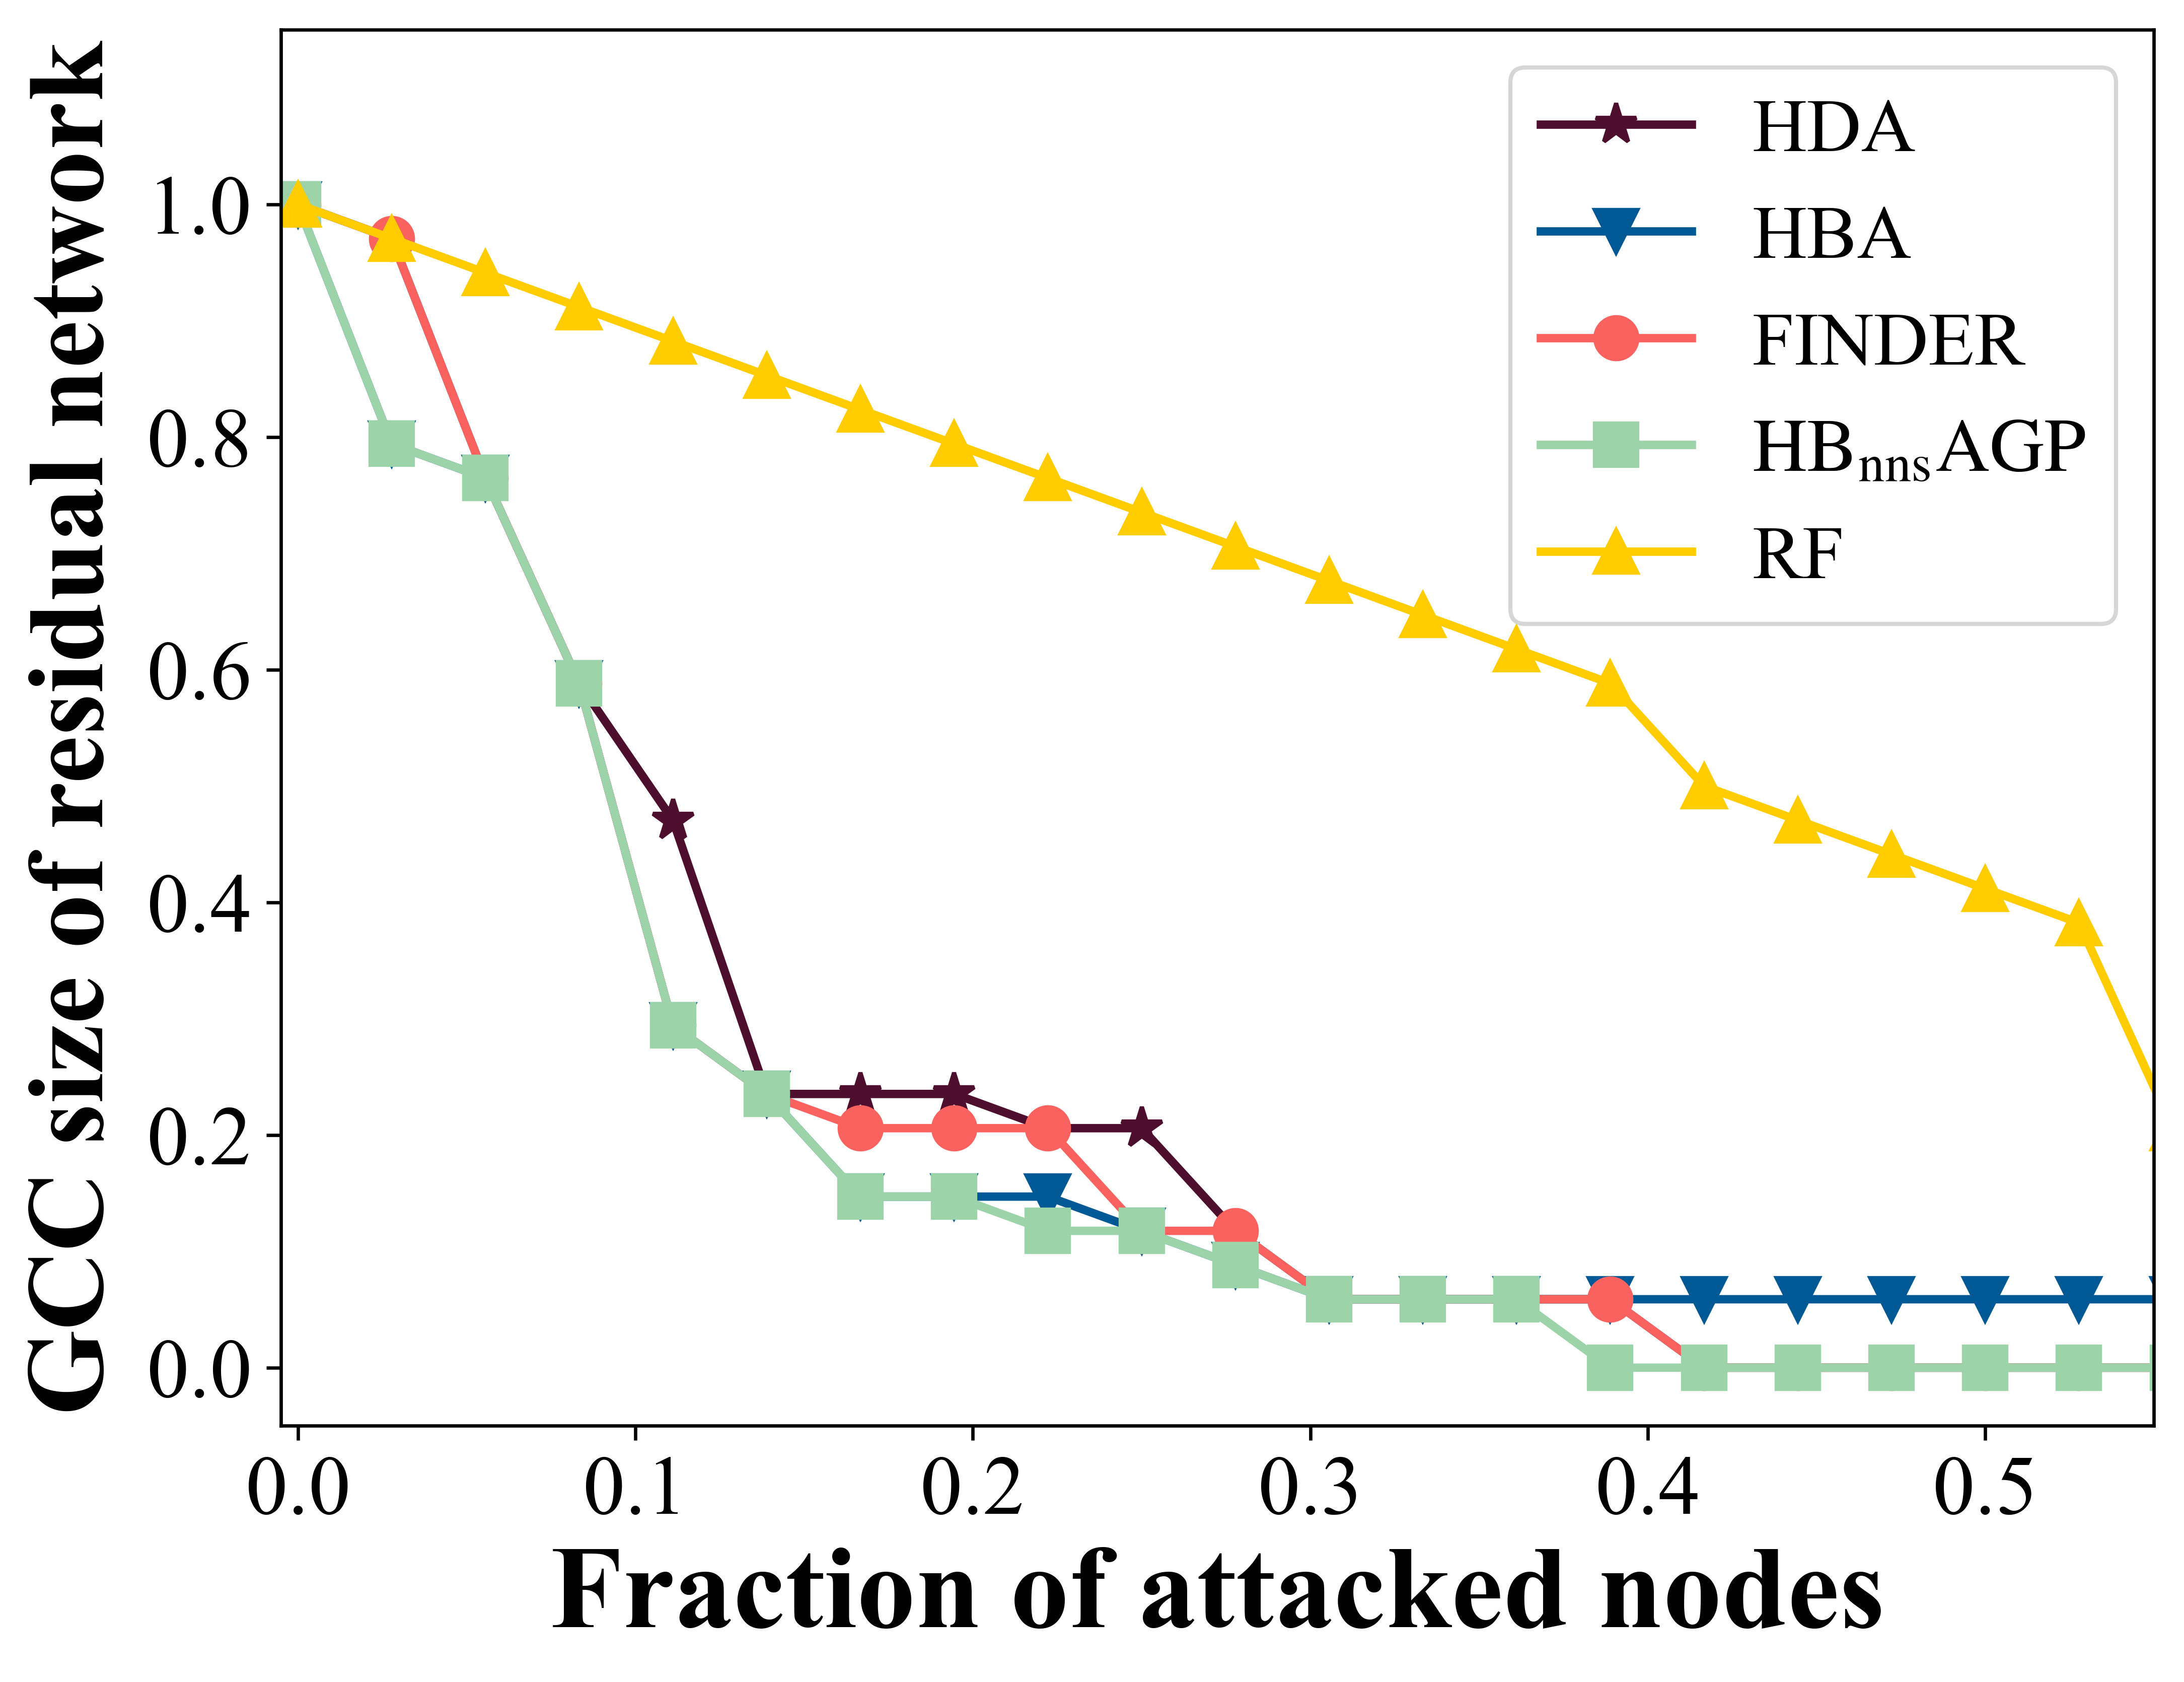 GCC size of residual network
1.0
0.8
0.6
0.4
0.2
0.0
HDA
HBA
FINDER
HBnnsAGP
RF
0.0 0.1 0.2 0.3 0.4 0.5
Fraction of attacked nodes